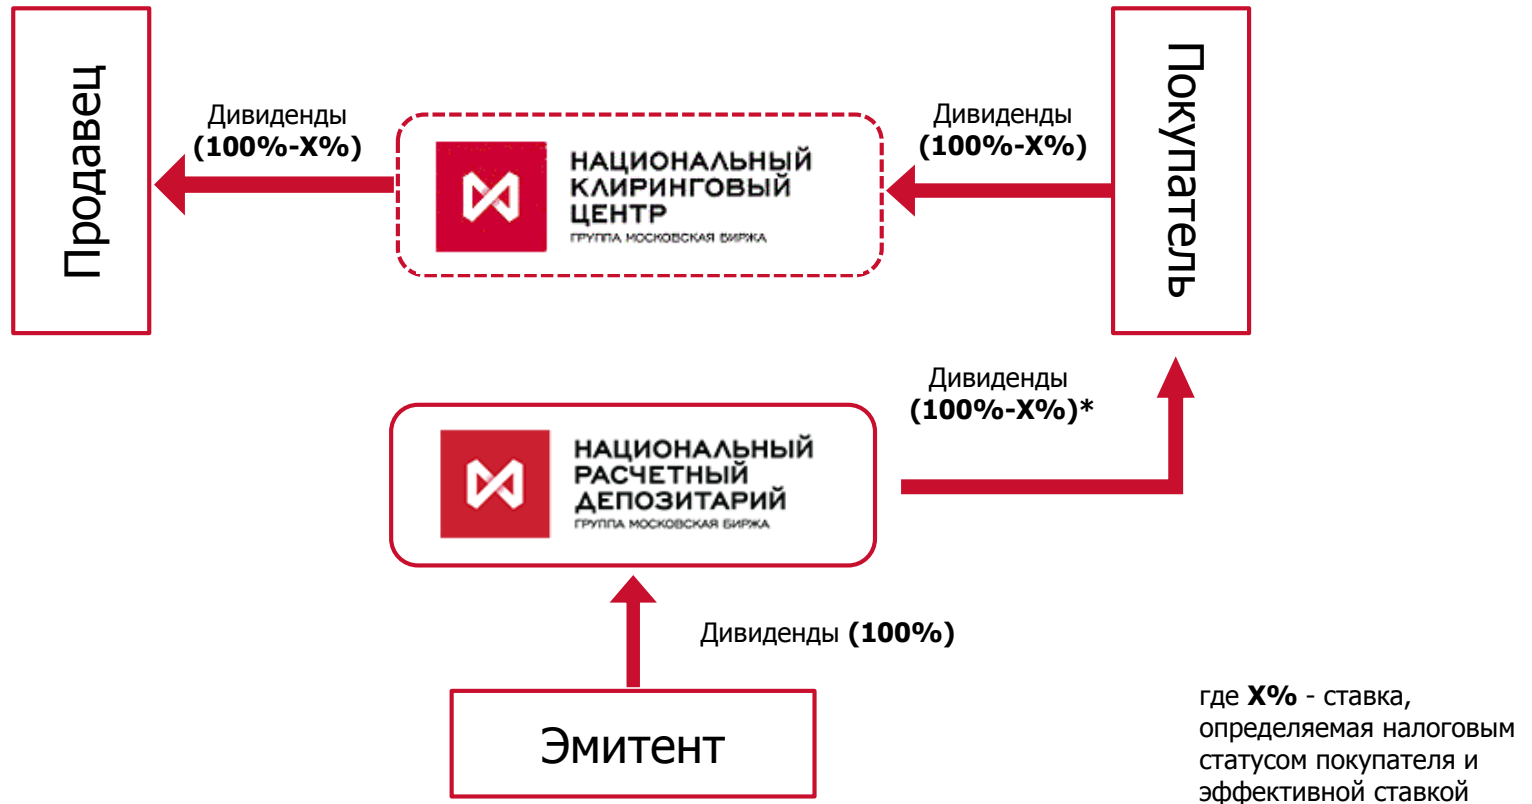 Продавец
Дивиденды
(100%-X%)
НАЦИОНАЛЬНЫЙ
КЛИРИНГОВЫЙ
ЦЕНТР
ГРУППА МОСКОВСКАЯ БИРЖА
Дивиденды
(100%-X%)
Покупатель
Дивиденды
(100%-X%)*
НАЦИОНАЛЬНЫЙ
РАСЧЕТНЫЙ
ДЕПОЗИТАРИЙ
ГРУППА МОСКОВСКАЯ БИРЖА
Дивиденды (100%)
Эмитент
где X% - ставка,
определяемая налоговым
статусом покупателя и
эффективной ставкой